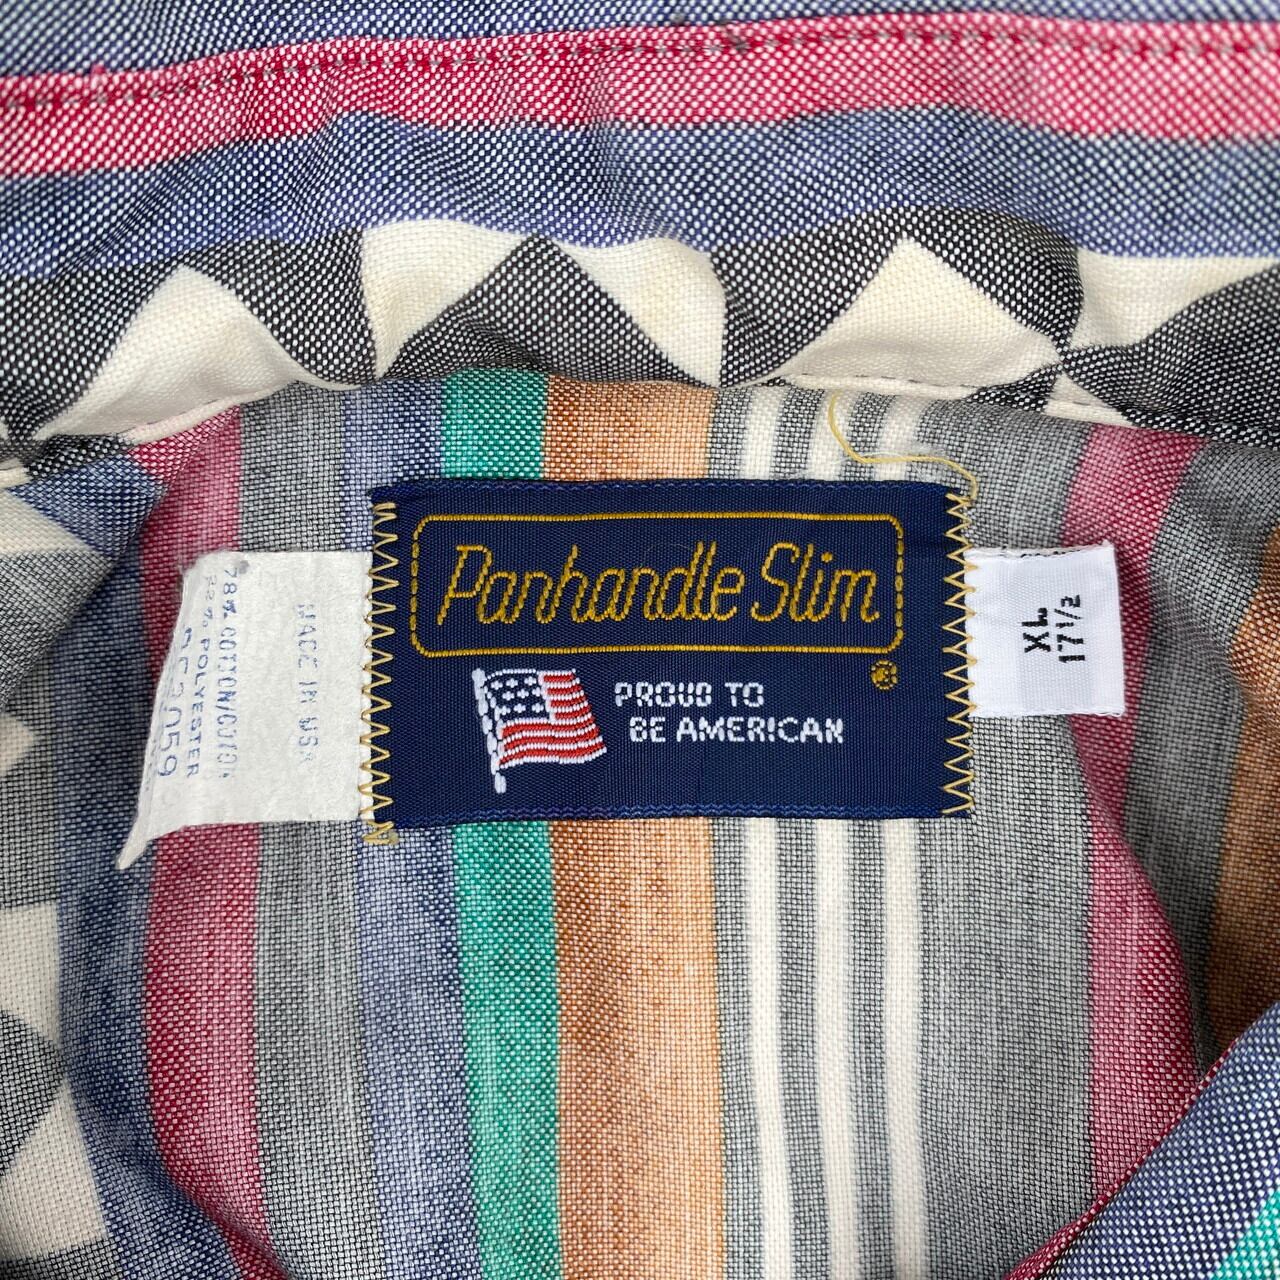 Panhandle Slim
®
PROUD TO
BE AMERICAN
XL
17 1/2
MADE IN USA
78% COTTON/COTON
22% POLYESTER